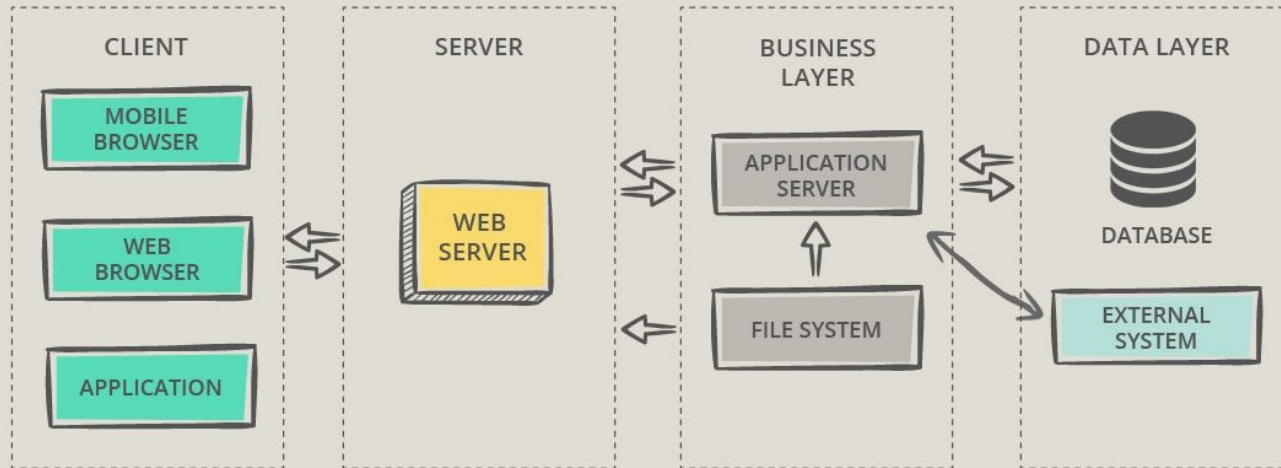 CLIENT
MOBILE
BROWSER
WEB
BROWSER
APPLICATION
SERVER
WEB
SERVER
BUSINESS
LAYER
APPLICATION
SERVER
FILE SYSTEM
DATA LAYER
DATABASE
EXTERNAL
SYSTEM